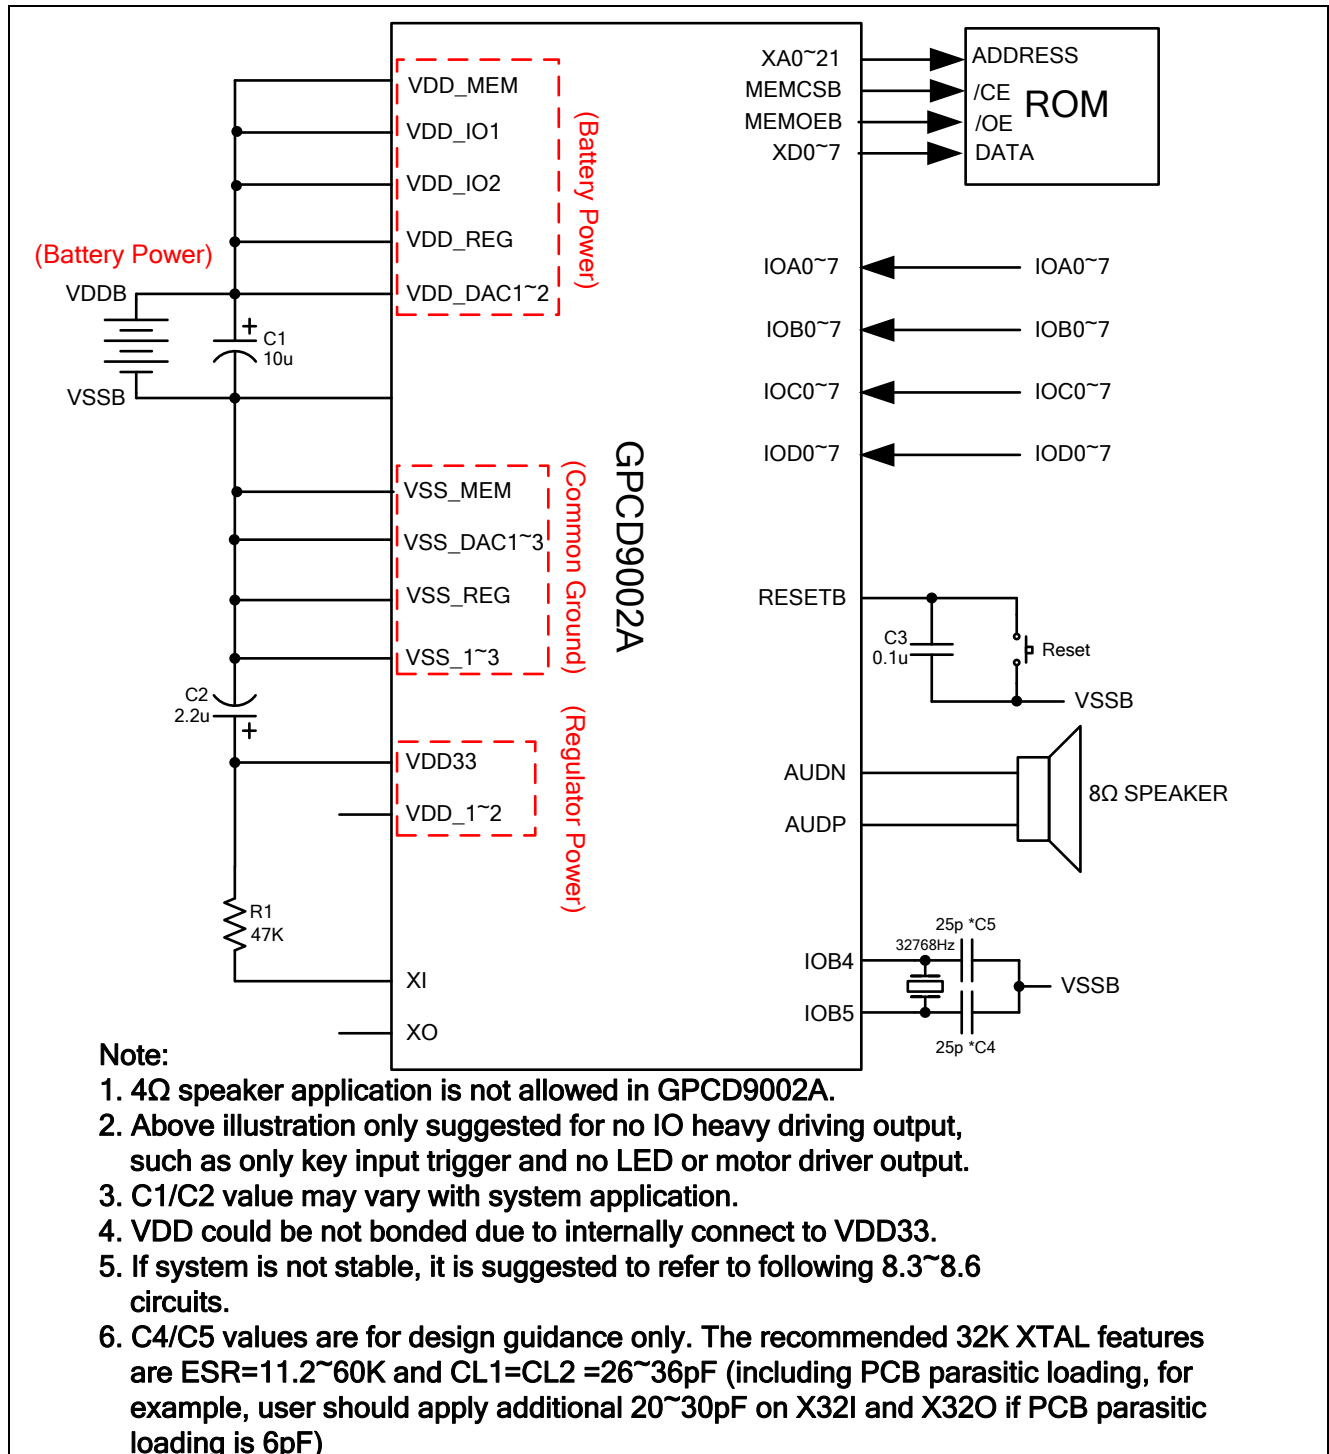 VDD_MEM
VDD_IO1
VDD_IO2
VDD_REG
VDD_DAC1~2
(Battery Power)
(Battery Power)
VDDB
+
C1
10u
VSSB
VSS_MEM
VSS_DAC1~3
VSS_REG
VSS_1~3
(Common Ground)
C2
2.2u
+
VDD33
VDD_1~2
(Regulator Power)
R1
47K
XI
XO
GPCD9002A
XA0~21
MEMCSB
MEMOEB
XD0~7
ADDRESS
/CE
/OE
DATA
ROM
IOA0~7
IOA0~7
IOB0~7
IOB0~7
IOC0~7
IOC0~7
IOD0~7
IOD0~7
RESETB
C3
0.1u
Reset
VSSB
AUDN
AUDP
8Ω SPEAKER
25p *C5
32768Hz
IOB4
IOB5
VSSB
25p *C4
Note:
1. 4Ω speaker application is not allowed in GPCD9002A.
2. Above illustration only suggested for no IO heavy driving output,
such as only key input trigger and no LED or motor driver output.
3. C1/C2 value may vary with system application.
4. VDD could be not bonded due to internally connect to VDD33.
5. If system is not stable, it is suggested to refer to following 8.3~8.6
circuits.
6. C4/C5 values are for design guidance only. The recommended 32K XTAL features
are ESR=11.2~60K and CL1=CL2 =26~36pF (including PCB parasitic loading, for
example, user should apply additional 20~30pF on X32I and X32O if PCB parasitic
loading is 6pF)